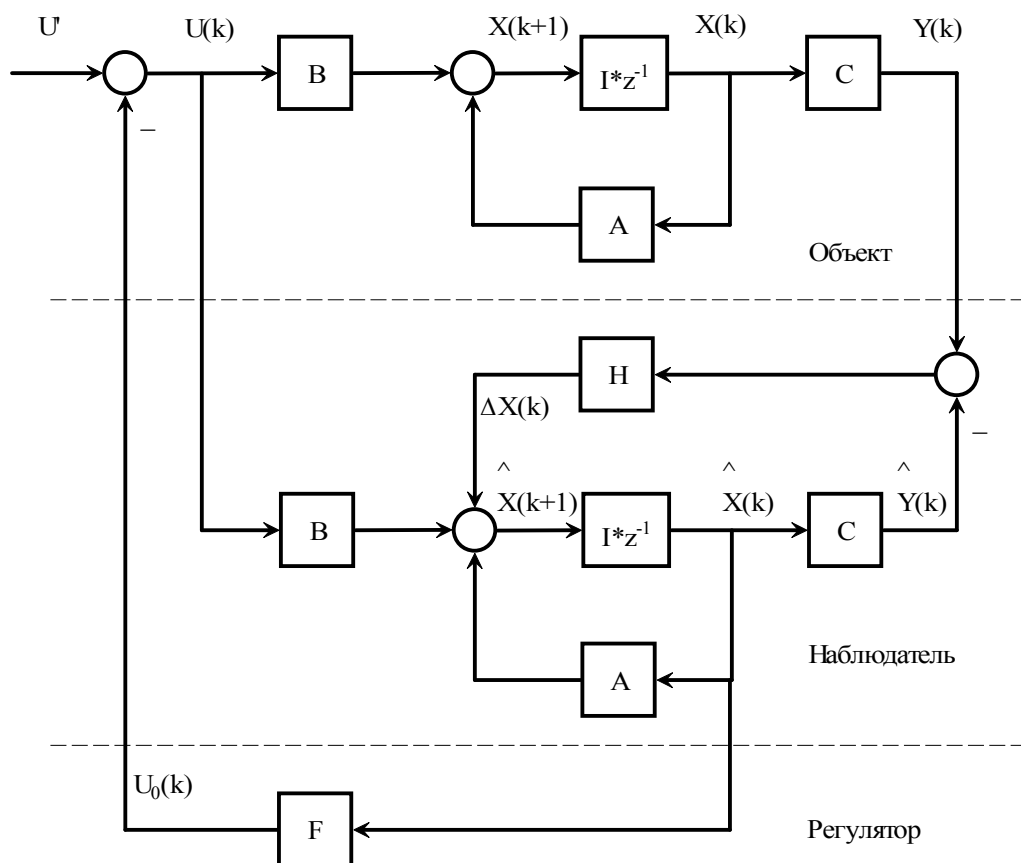 U' U(k) X(k+1) X(k) Y(k)
B I*z⁻¹ C
–
A
Объект
H
ΔX(k)
–
^ ^ ^
X(k+1) X(k) Y(k)
B I*z⁻¹ C
A
Наблюдатель
U₀(k)
F
Регулятор